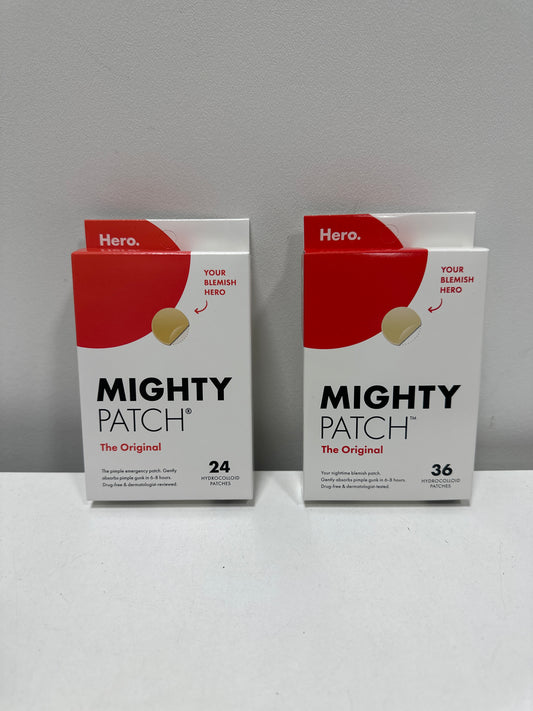 Hero.
YOUR
BLEMISH
HERO
MIGHTY
PATCH®
The Original
The pimple emergency patch. Gently
absorbs pimple gunk in 6-8 hours.
Drug-free & dermatologist-reviewed.
24
HYDROCOLLOID
PATCHES
Hero.
YOUR
BLEMISH
HERO
MIGHTY
PATCH™
The Original
Your nighttime blemish patch.
Gently absorbs pimple gunk in 6-8 hours.
Drug-free & dermatologist-tested.
36
HYDROCOLLOID
PATCHES